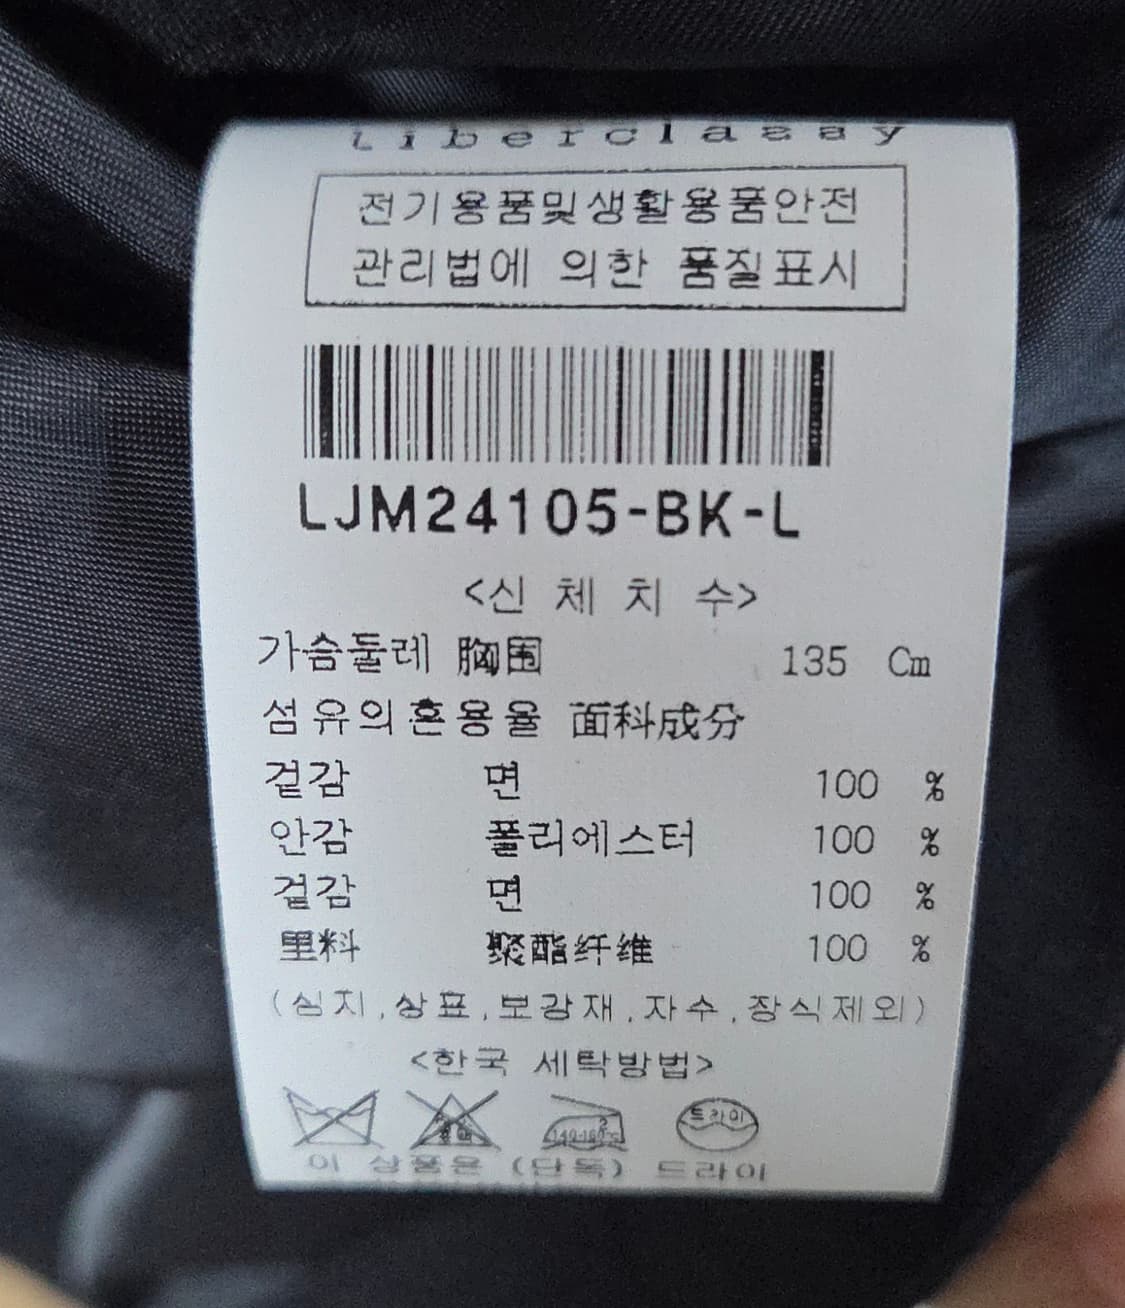 Liberclassy
전기용품및생활용품안전
관리법에 의한 품질표시
LJM24105-BK-L
<신 체 치 수>
가슴둘레 胸围 135 Cm
섬유의혼용율 面科成分
겉감 면 100 %
안감 폴리에스터 100 %
겉감 면 100 %
里料 聚酯纤维 100 %
(심지,상표,보강재,자수,장식제외)
<한국 세탁방법>
140-160℃ 드라이
이 상품은 (단독) 드라이